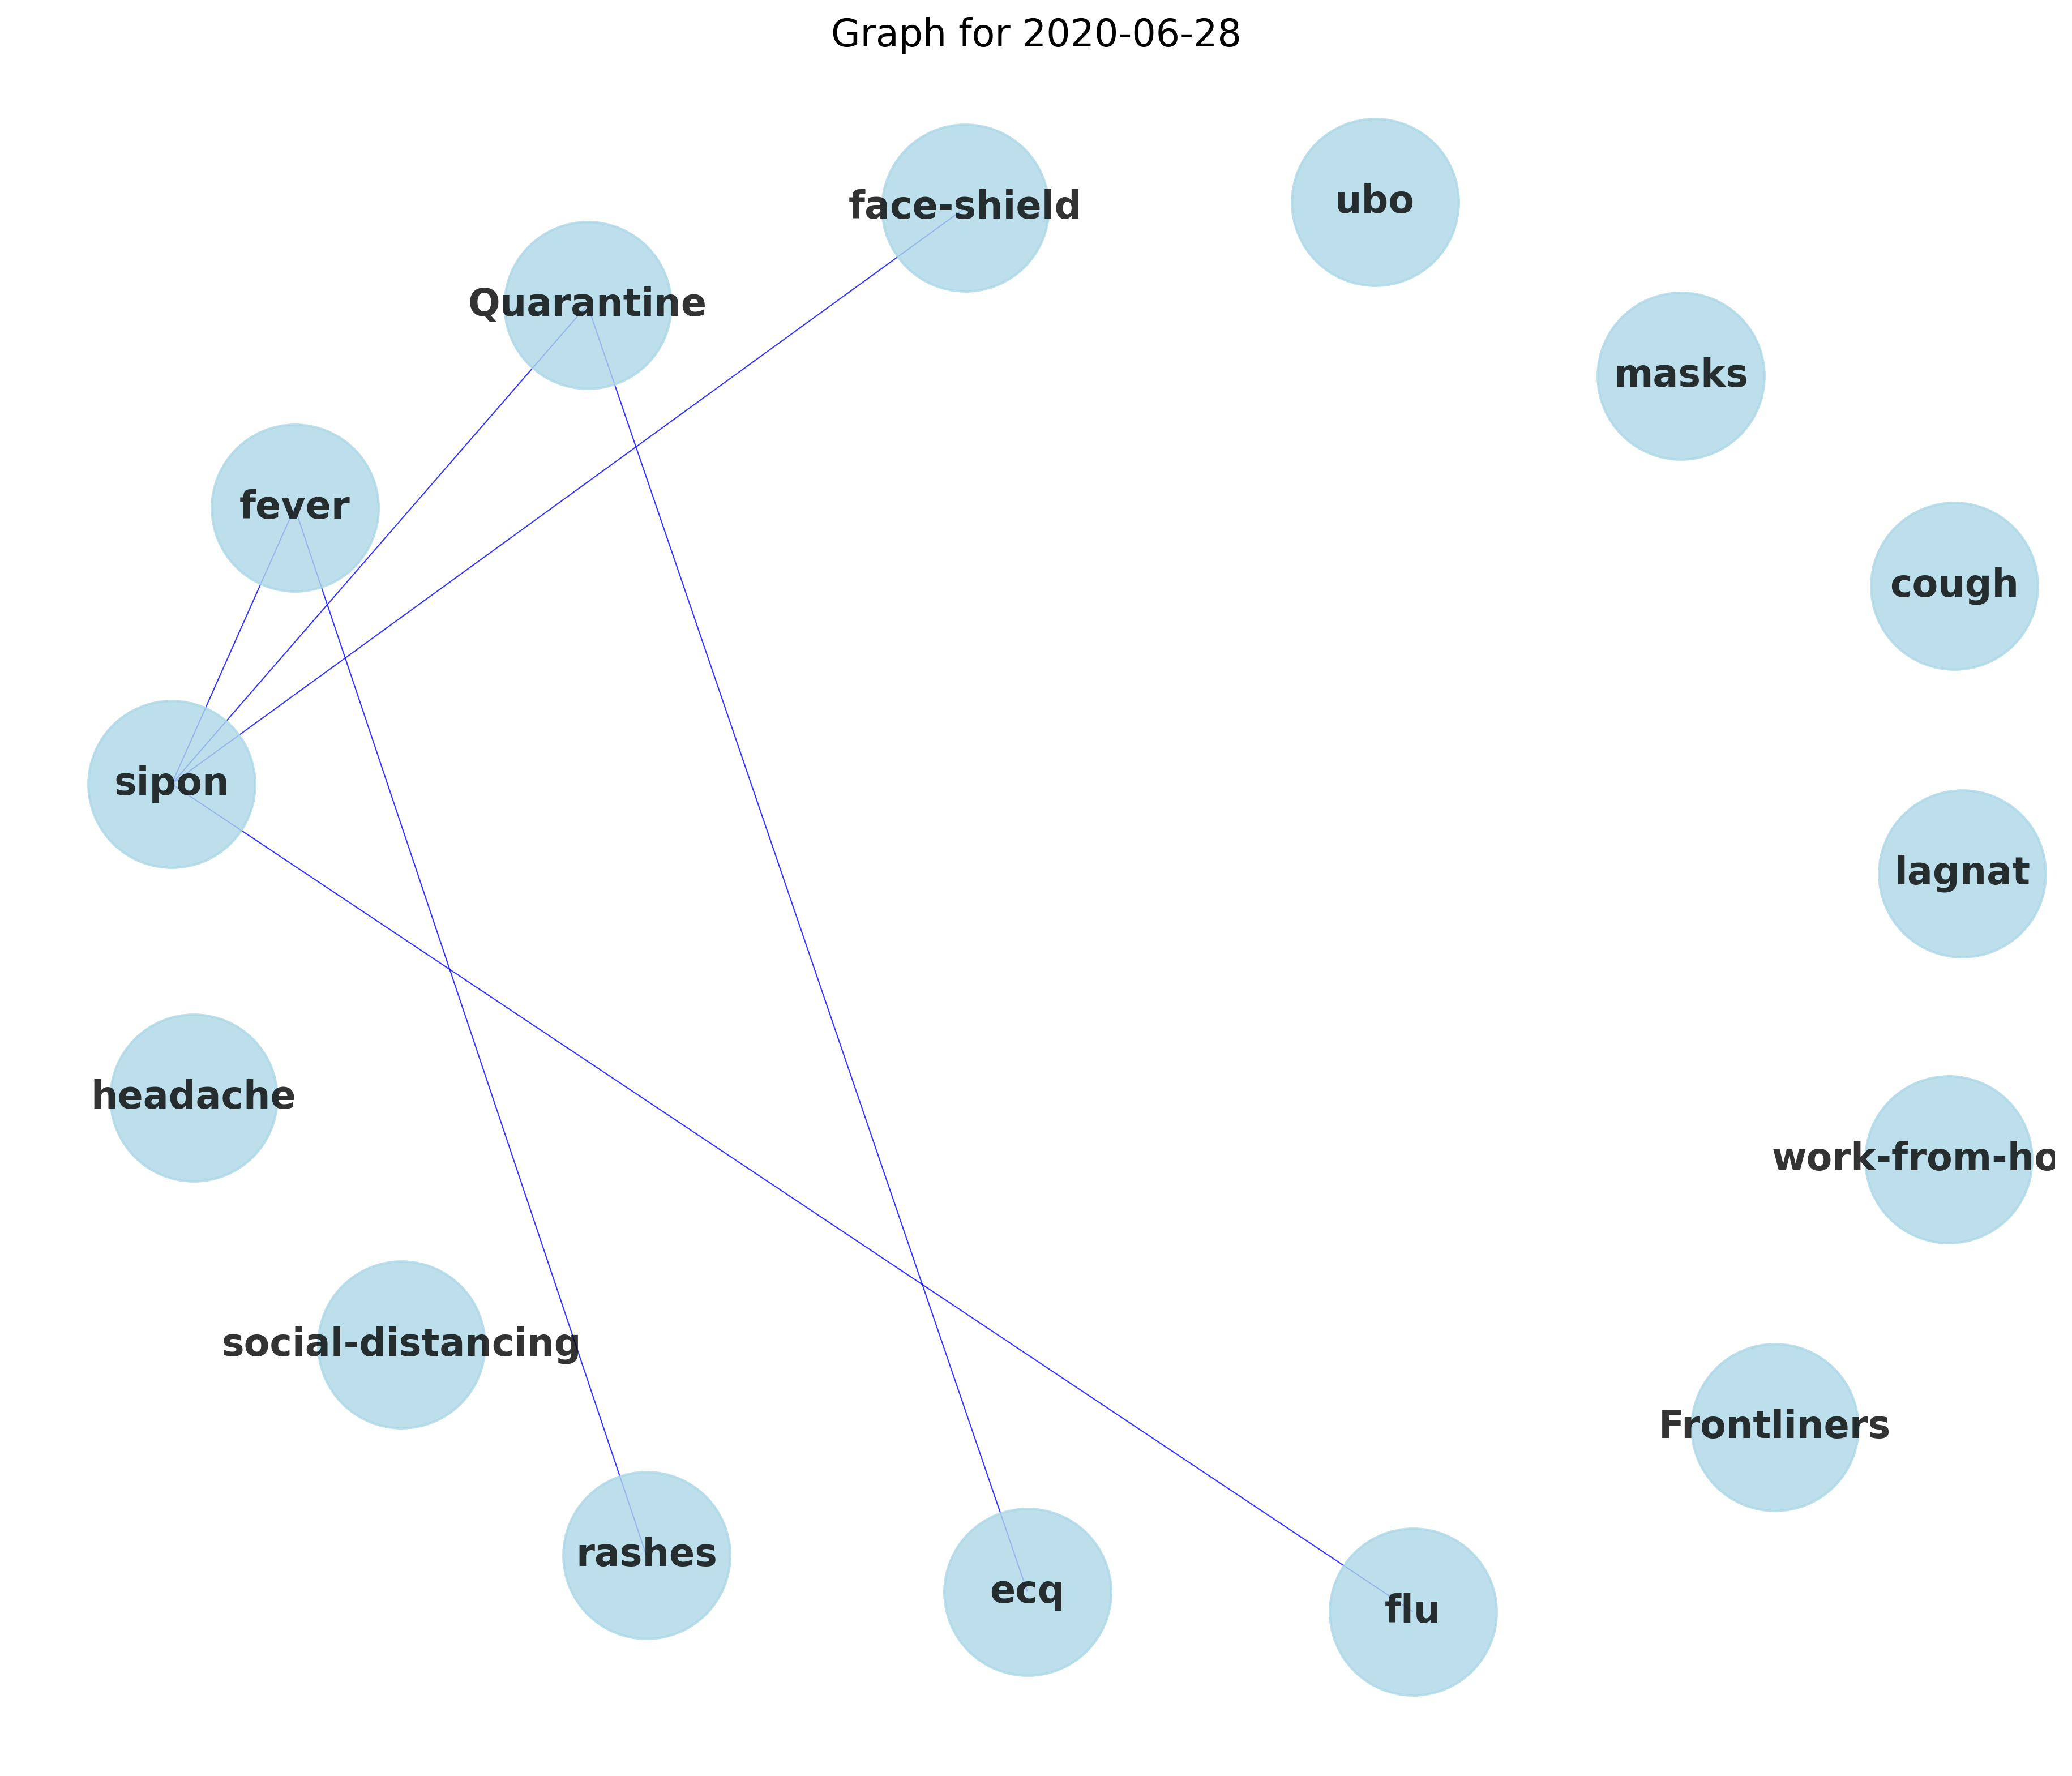 Graph for 2020-06-28
ubo
face-shield
Quarantine
masks
fever
cough
sipon
lagnat
headache
work-from-ho
social-distancing
Frontliners
rashes
ecq
flu